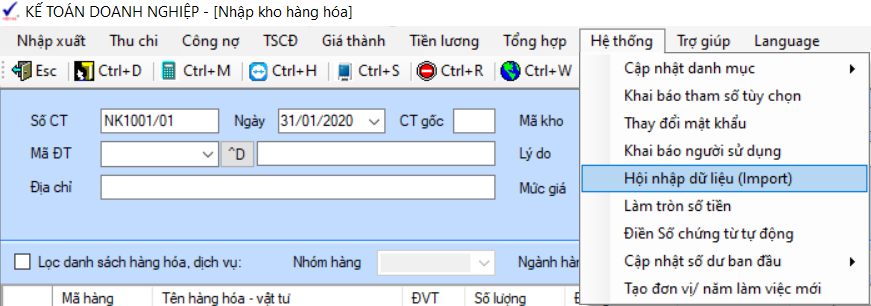 KẾ TOÁN DOANH NGHIỆP - [Nhập kho hàng hóa]
Nhập xuất Thu chi Công nợ TSCĐ Giá thành Tiền lương Tổng hợp Hệ thống Trợ giúp Language
Esc Ctrl+D Ctrl+M Ctrl+H Ctrl+S Ctrl+R Ctrl+W
Cập nhật danh mục
Khai báo tham số tùy chọn
Thay đổi mật khẩu
Khai báo người sử dụng
Hội nhập dữ liệu (Import)
Làm tròn số tiền
Điền Số chứng từ tự động
Cập nhật số dư ban đầu
Tạo đơn vị/ năm làm việc mới
Số CT NK1001/01 Ngày 31/01/2020 CT gốc Mã kho
Mã ĐT ^D Lý do
Địa chỉ Mức giá
Lọc danh sách hàng hóa, dịch vụ: Nhóm hàng Ngành hàn
Mã hàng Tên hàng hóa - vật tư ĐVT Số lượng